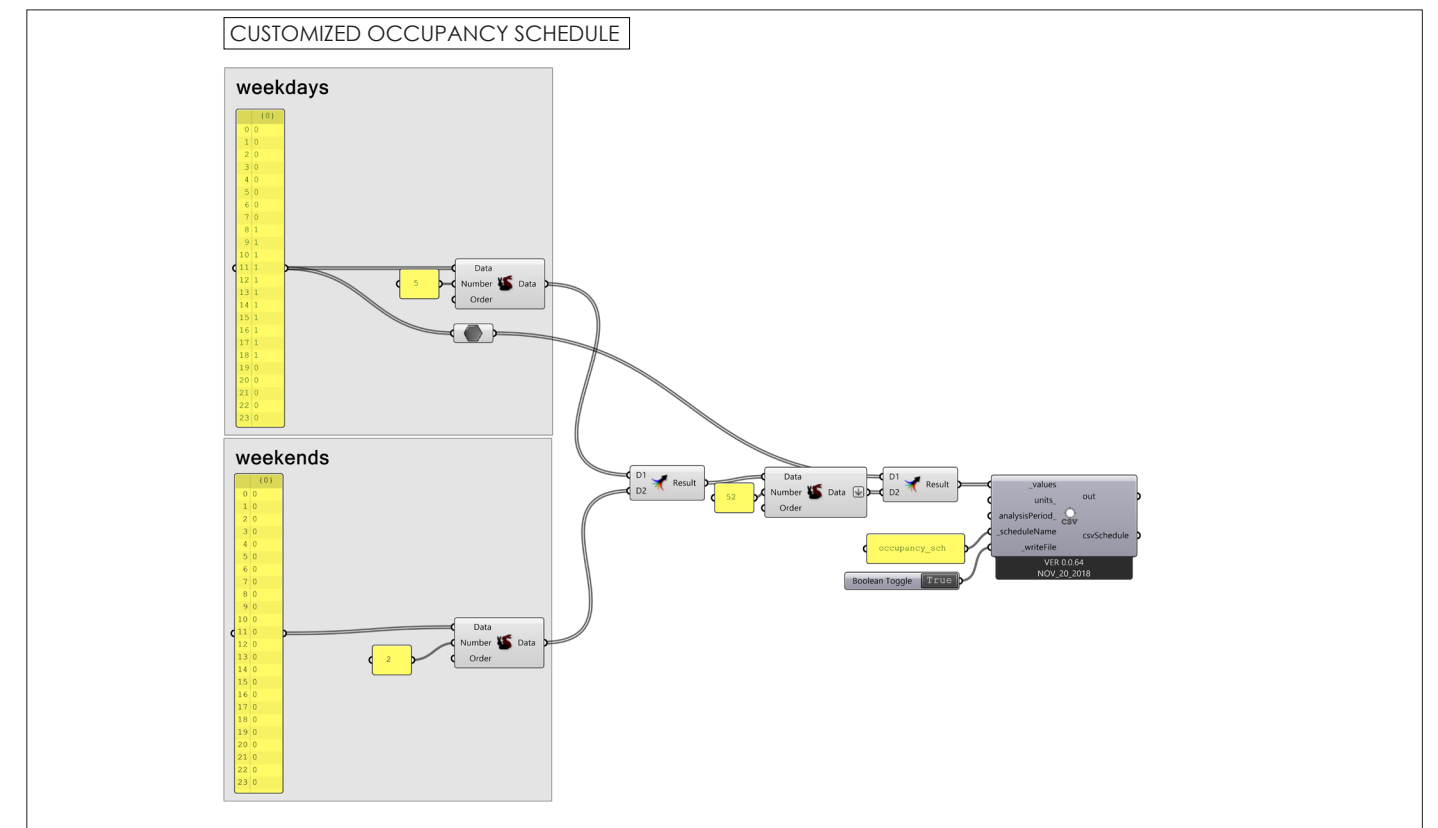 CUSTOMIZED OCCUPANCY SCHEDULE
weekdays
{0}
0 0
1 0
2 0
3 0
4 0
5 0
6 0
7 0
8 1
9 1
10 1
11 1
12 1
13 1
14 1
15 1
16 1
17 1
18 1
19 0
20 0
21 0
22 0
23 0
5
Data
Number
Order
Data
weekends
{0}
0 0
1 0
2 0
3 0
4 0
5 0
6 0
7 0
8 0
9 0
10 0
11 0
12 0
13 0
14 0
15 0
16 0
17 0
18 0
19 0
20 0
21 0
22 0
23 0
2
Data
Number
Order
Data
D1
D2
Result
52
Data
Number
Order
Data
D1
D2
Result
occupancy_sch
Boolean Toggle True
_values
units_
analysisPeriod_
_scheduleName
_writeFile
CSV
out
csvSchedule
VER 0.0.64
NOV_20_2018